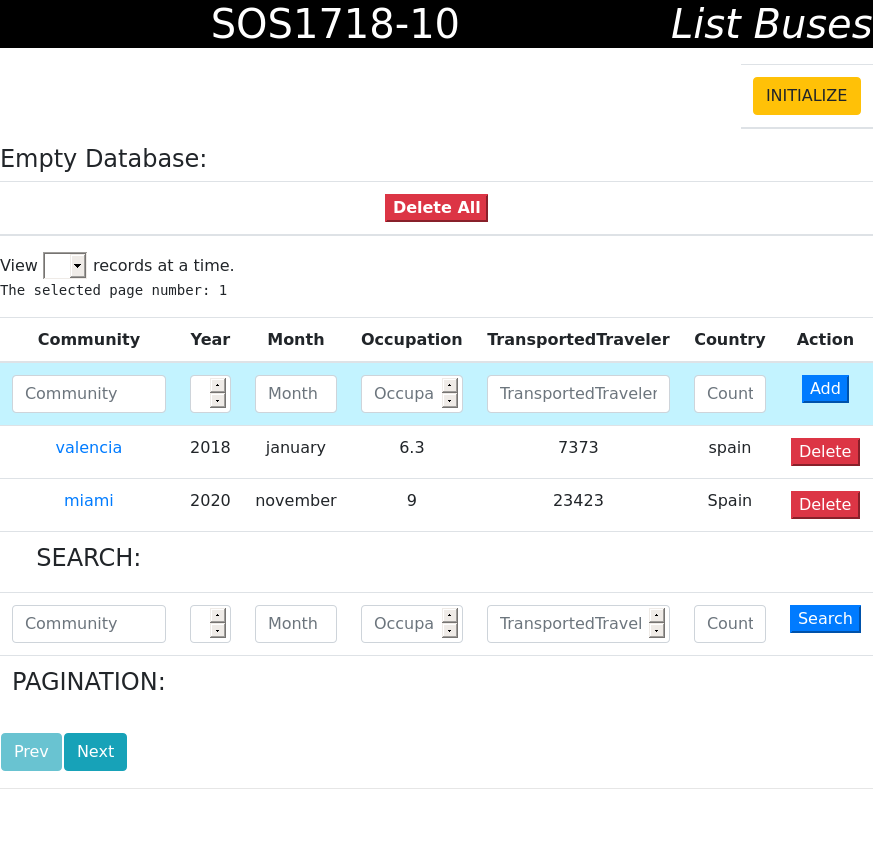 SOS1718-10 List Buses
INITIALIZE
Empty Database:
Delete All
View records at a time.
The selected page number: 1
Community Year Month Occupation TransportedTraveler Country Action
Community Month Occupa TransportedTraveler Count Add
valencia 2018 january 6.3 7373 spain Delete
miami 2020 november 9 23423 Spain Delete
SEARCH:
Community Month Occupa TransportedTravel Count Search
PAGINATION:
Prev Next